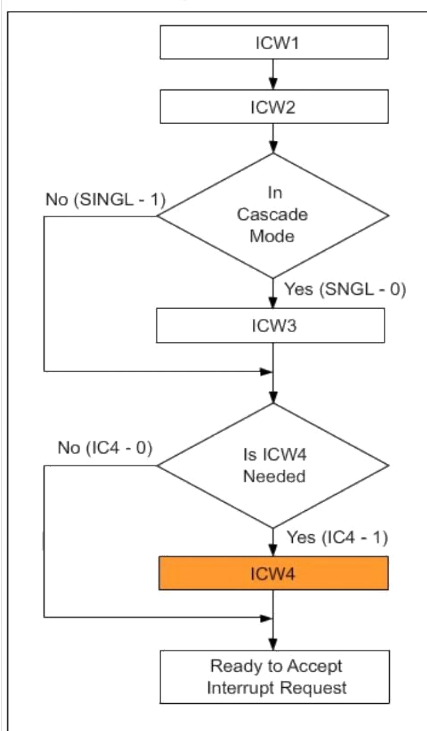 ICW1
ICW2
In
Cascade
Mode
No (SINGL - 1)
Yes (SNGL - 0)
ICW3
No (IC4 - 0)
Is ICW4
Needed
Yes (IC4 - 1)
ICW4
Ready to Accept
Interrupt Request